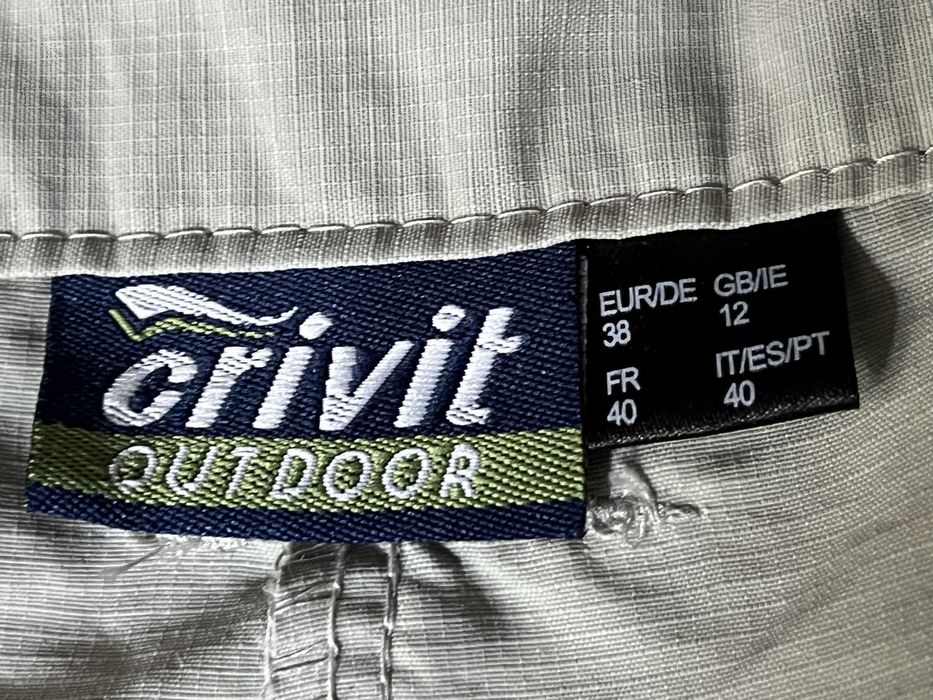 crivit
OUTDOOR
EUR/DE GB/IE
38 12
FR IT/ES/PT
40 40